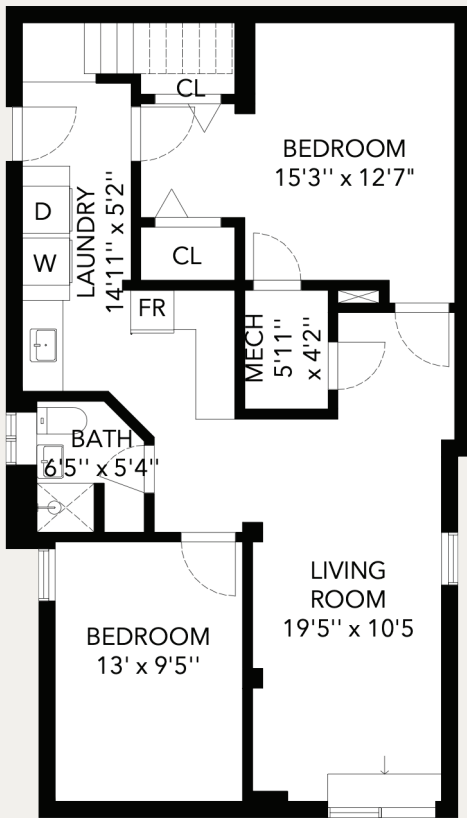 CL
BEDROOM
15'3'' x 12'7"
D
W
LAUNDRY
14'11'' x 5'2''
CL
FR
MECH
5'11''
x 4'2''
BATH
6'5'' x 5'4''
LIVING
ROOM
19'5'' x 10'5
BEDROOM
13' x 9'5''